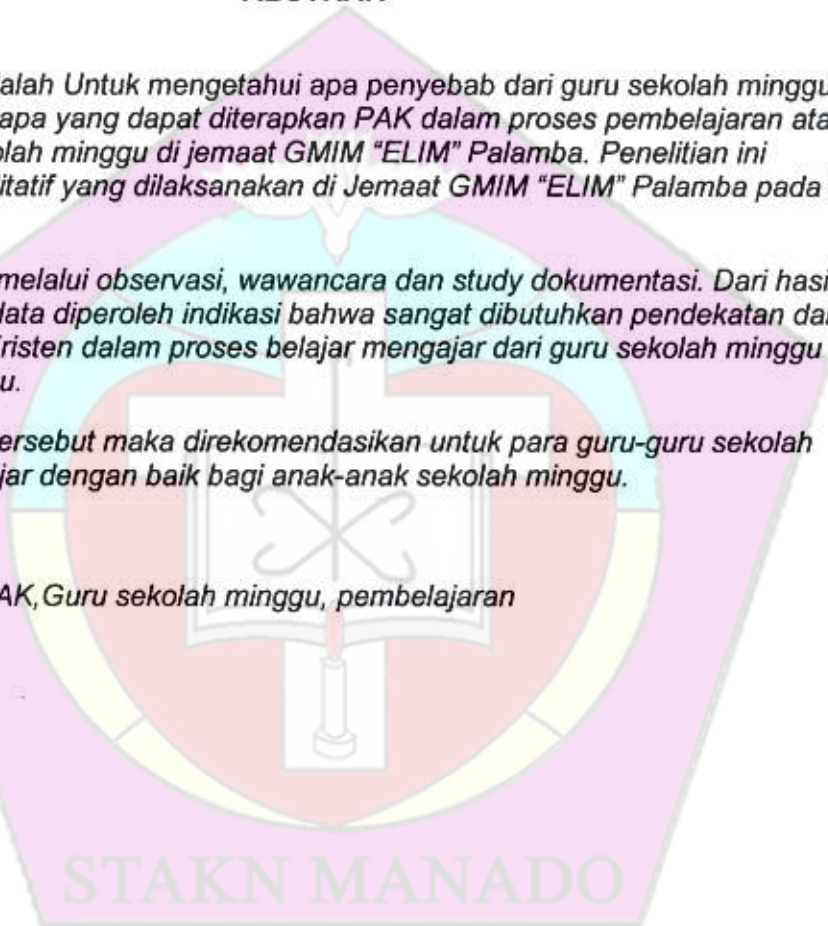 alah Untuk mengetahui apa penyebab dari guru sekolah minggu
apa yang dapat diterapkan PAK dalam proses pembelajaran ata
olah minggu di jemaat GMIM "ELIM" Palamba. Penelitian ini
itatif yang dilaksanakan di Jemaat GMIM "ELIM" Palamba pada
melalui observasi, wawancara dan study dokumentasi. Dari hasi
data diperoleh indikasi bahwa sangat dibutuhkan pendekatan dar
risten dalam proses belajar mengajar dari guru sekolah minggu
u.
ersebut maka direkomendasikan untuk para guru-guru sekolah
jar dengan baik bagi anak-anak sekolah minggu.
AK,Guru sekolah minggu, pembelajaran
STAKN MANADO